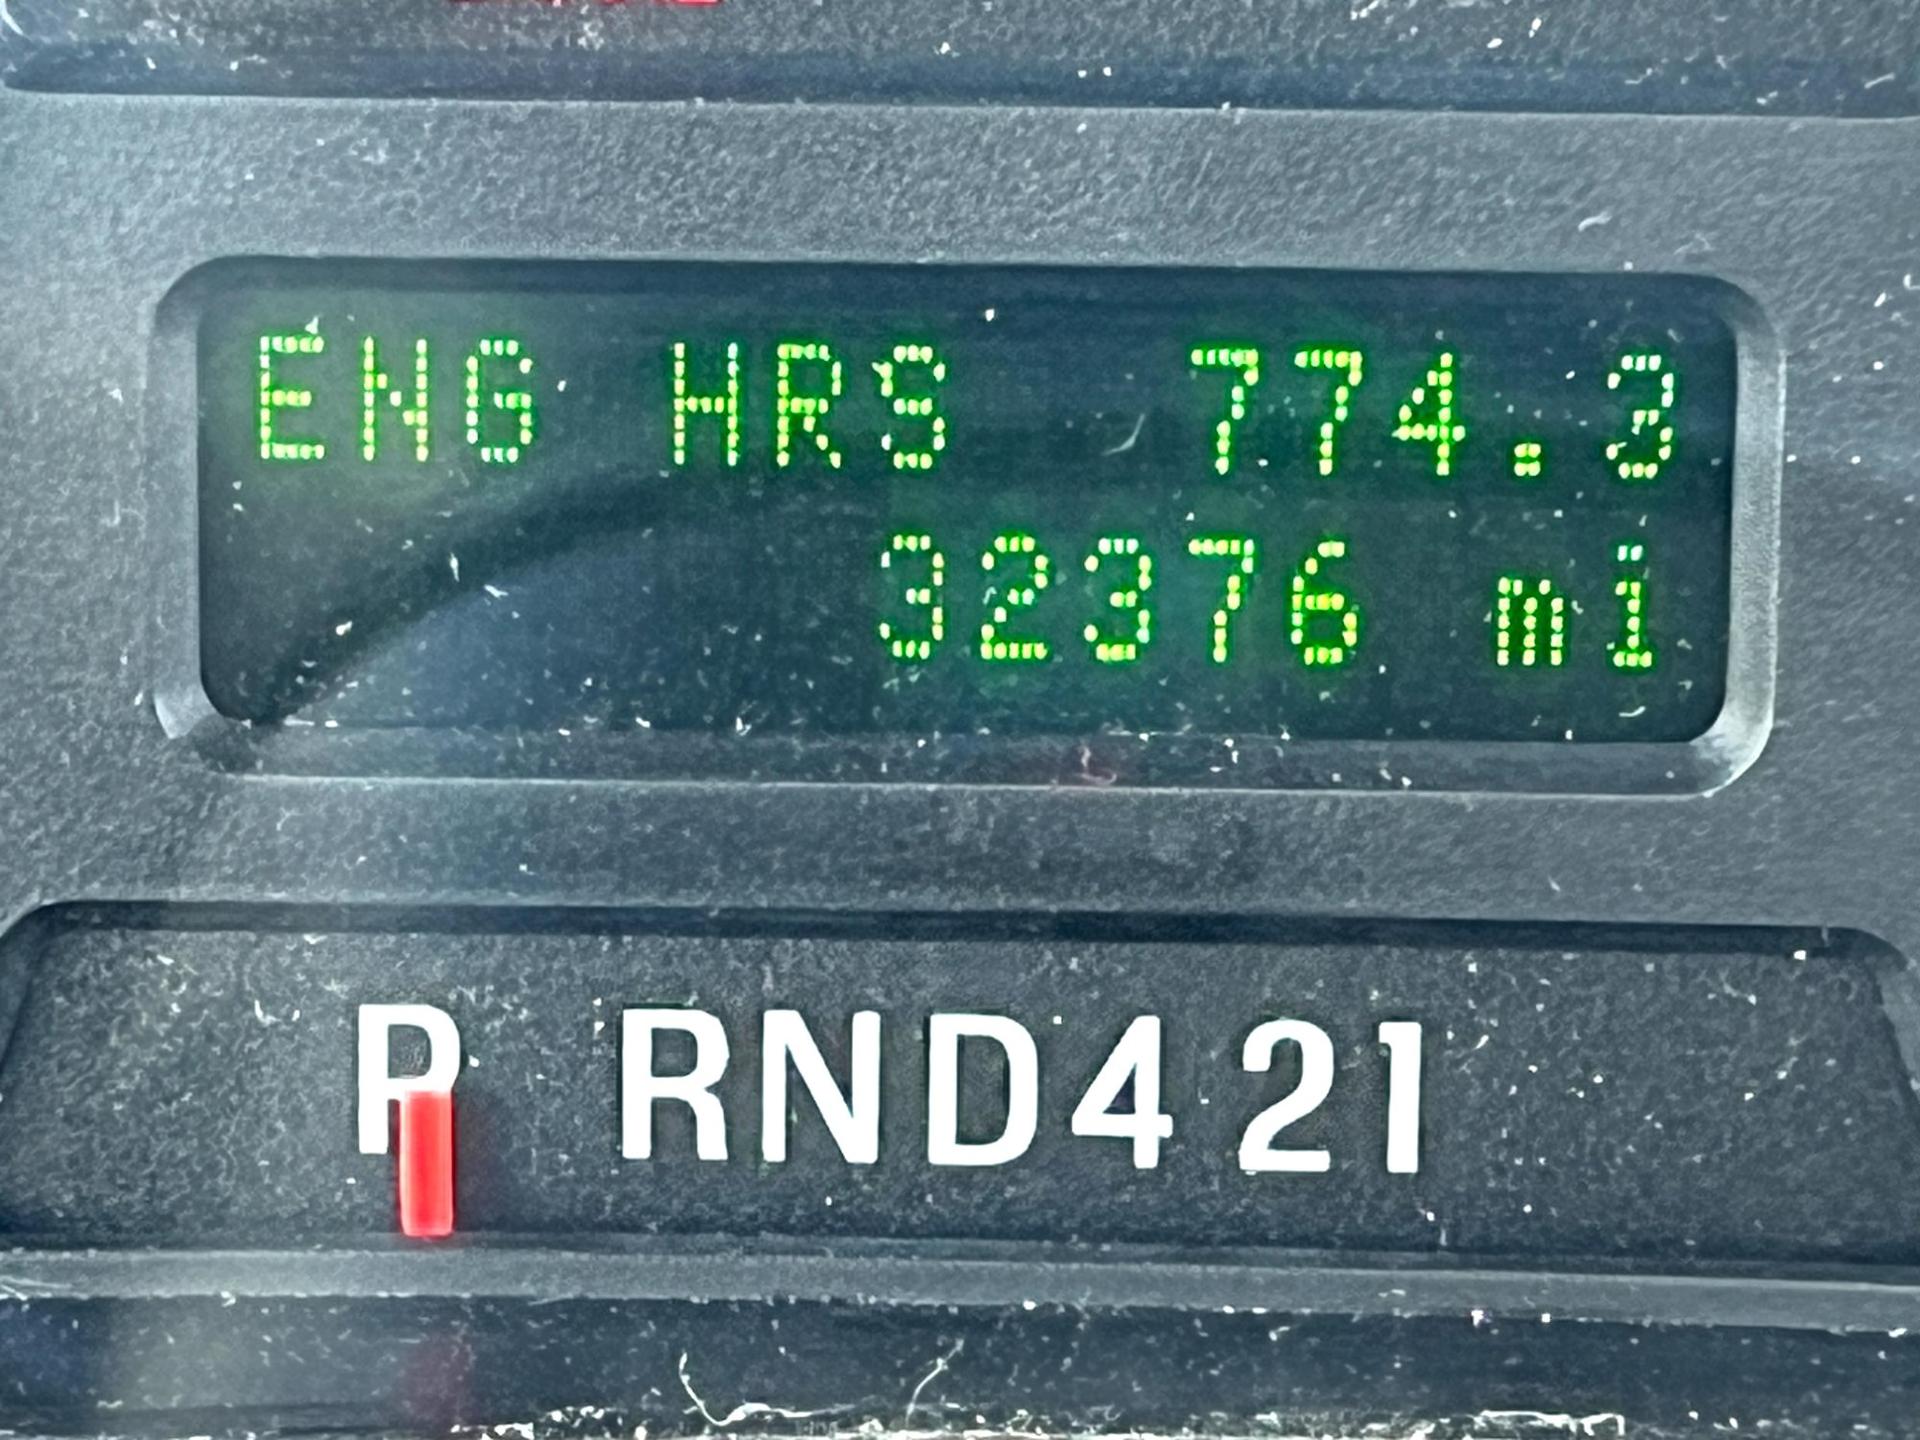 ENG HRS 774.3
32376 mi
P RND421